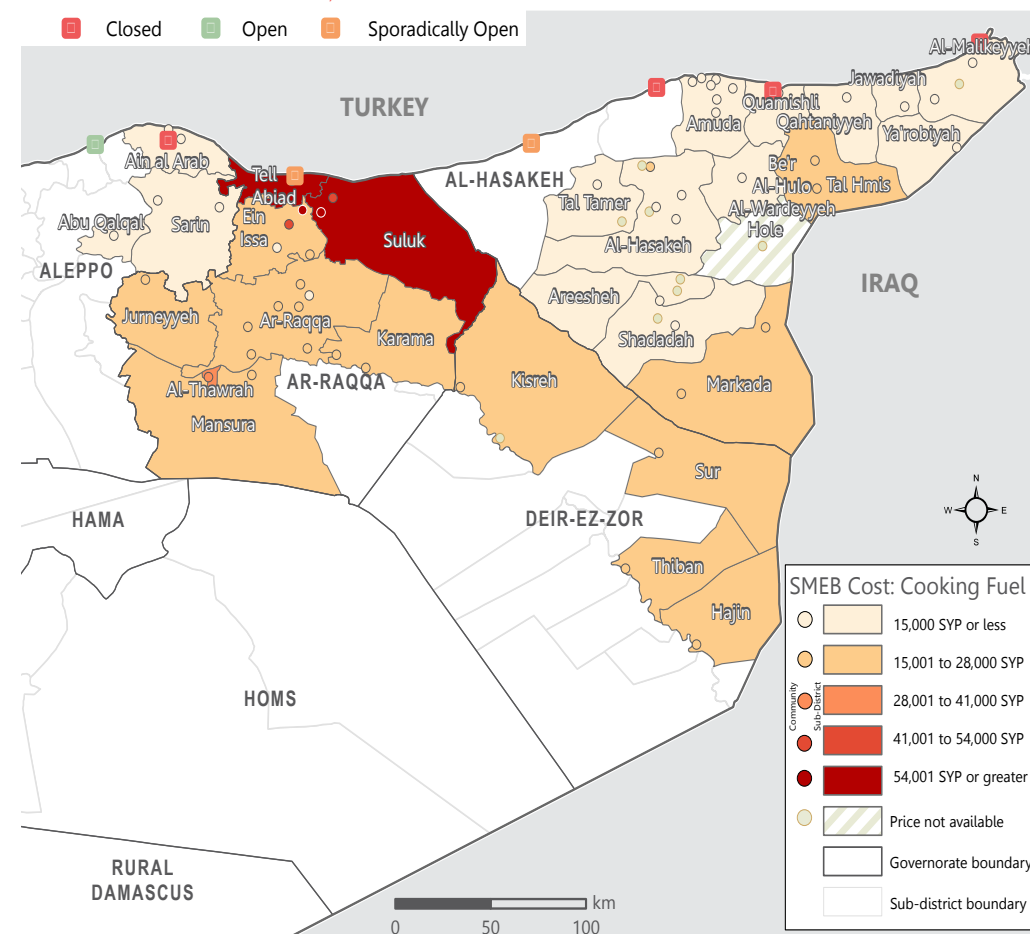 Closed
Open
Sporadically Open
Al-Malikeyyeh
Jawadiyah
TURKEY
Quamishli
Amuda
Qahtaniyyeh
Ya'robiyah
Ain al Arab
Tell
Abiad
AL-HASAKEH
Be'r
Al-Hulo
Tal Hmis
Al-Wardeyyeh
Tal Tamer
Abu Qalqal
Sarin
Ein
Issa
Suluk
Hole
Al-Hasakeh
ALEPPO
IRAQ
Areesheh
Jurneyyeh
Ar-Raqqa
Karama
Shadadah
AR-RAQQA
Kisreh
Markada
Al-Thawrah
Mansura
Sur
HAMA
DEIR-EZ-ZOR
Thiban
Hajin
HOMS
RURAL
DAMASCUS
N
W
E
S
SMEB Cost: Cooking Fuel
Community
Sub-District
15,000 SYP or less
15,001 to 28,000 SYP
28,001 to 41,000 SYP
41,001 to 54,000 SYP
54,001 SYP or greater
Price not available
Governorate boundary
Sub-district boundary
km
0 50 100